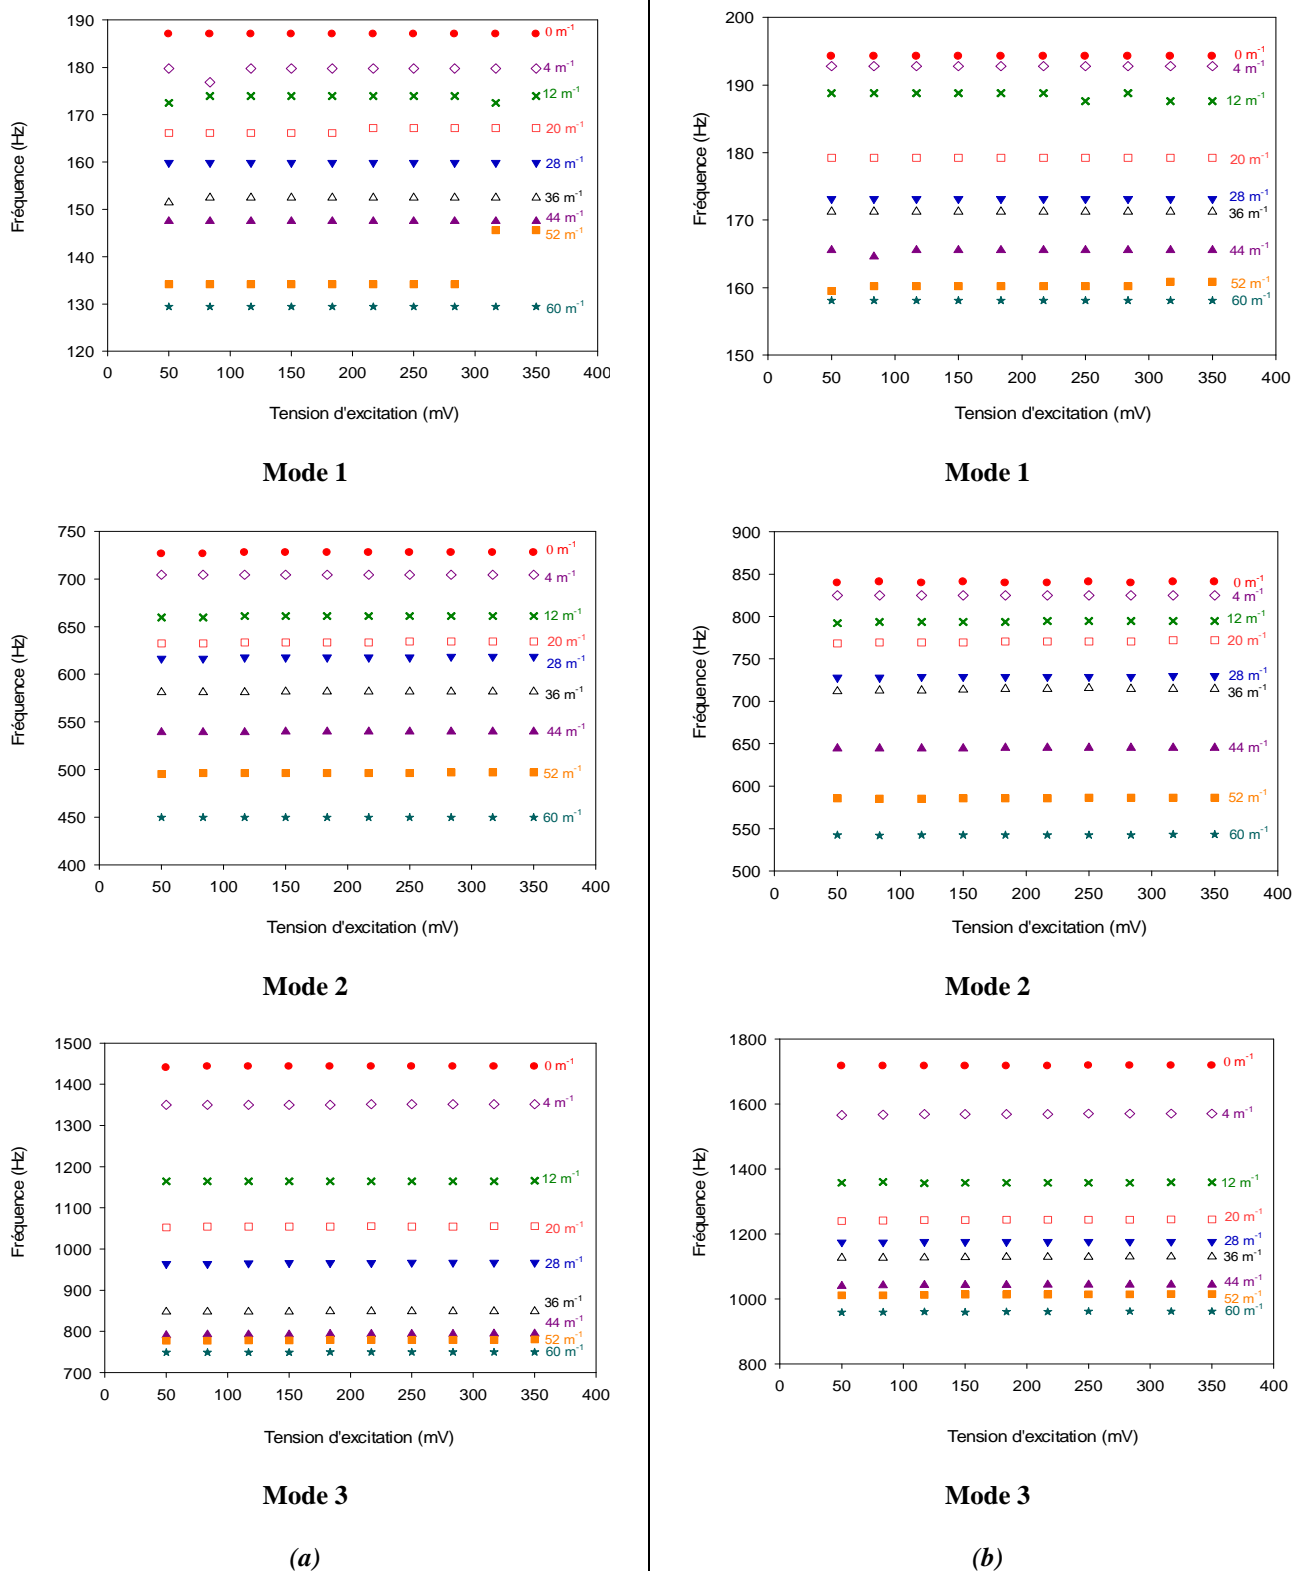 190
180
170
160
150
140
130
120
0 50 100 150 200 250 300 350 400
Fréquence (Hz)
Tension d'excitation (mV)
0 m⁻¹
4 m⁻¹
12 m⁻¹
20 m⁻¹
28 m⁻¹
36 m⁻¹
44 m⁻¹
52 m⁻¹
60 m⁻¹
Mode 1
200
190
180
170
160
150
0 50 100 150 200 250 300 350 400
Fréquence (Hz)
Tension d'excitation (mV)
0 m⁻¹
4 m⁻¹
12 m⁻¹
20 m⁻¹
28 m⁻¹
36 m⁻¹
44 m⁻¹
52 m⁻¹
60 m⁻¹
Mode 1
750
700
650
600
550
500
450
400
0 50 100 150 200 250 300 350 400
Fréquence (Hz)
Tension d'excitation (mV)
0 m⁻¹
4 m⁻¹
12 m⁻¹
20 m⁻¹
28 m⁻¹
36 m⁻¹
44 m⁻¹
52 m⁻¹
60 m⁻¹
Mode 2
900
850
800
750
700
650
600
550
500
0 50 100 150 200 250 300 350 400
Fréquence (Hz)
Tension d'excitation (mV)
0 m⁻¹
4 m⁻¹
12 m⁻¹
20 m⁻¹
28 m⁻¹
36 m⁻¹
44 m⁻¹
52 m⁻¹
60 m⁻¹
Mode 2
1500
1400
1300
1200
1100
1000
900
800
700
0 50 100 150 200 250 300 350 400
Fréquence (Hz)
Tension d'excitation (mV)
0 m⁻¹
4 m⁻¹
12 m⁻¹
20 m⁻¹
28 m⁻¹
36 m⁻¹
44 m⁻¹
52 m⁻¹
60 m⁻¹
Mode 3
(a)
1800
1600
1400
1200
1000
800
0 50 100 150 200 250 300 350 400
Fréquence (Hz)
Tension d'excitation (mV)
0 m⁻¹
4 m⁻¹
12 m⁻¹
20 m⁻¹
28 m⁻¹
36 m⁻¹
44 m⁻¹
52 m⁻¹
60 m⁻¹
Mode 3
(b)